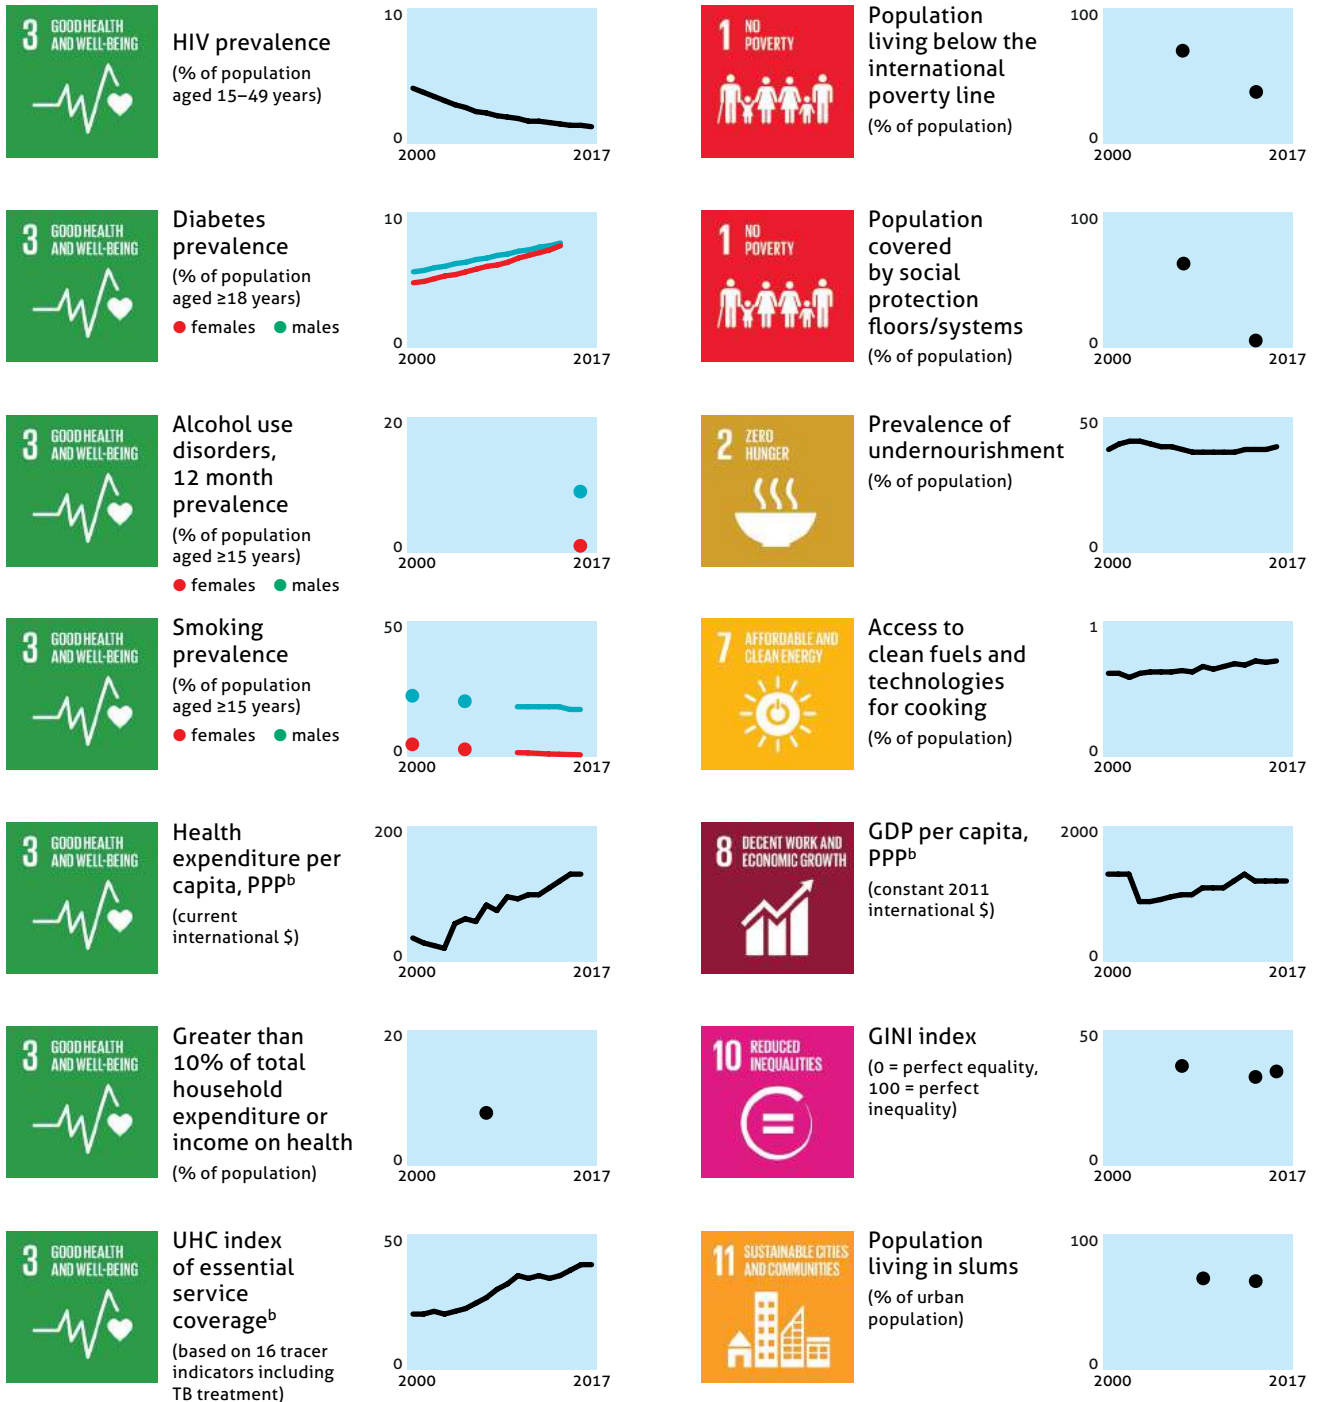 3 GOOD HEALTH
AND WELL-BEING
HIV prevalence
(% of population
aged 15–49 years)
10
0
2000 2017
3 GOOD HEALTH
AND WELL-BEING
Diabetes
prevalence
(% of population
aged ≥18 years)
females males
10
0
2000 2017
3 GOOD HEALTH
AND WELL-BEING
Alcohol use
disorders,
12 month
prevalence
(% of population
aged ≥15 years)
females males
20
0
2000 2017
3 GOOD HEALTH
AND WELL-BEING
Smoking
prevalence
(% of population
aged ≥15 years)
females males
50
0
2000 2017
3 GOOD HEALTH
AND WELL-BEING
Health
expenditure per
capita, PPPᵇ
(current
international $)
200
0
2000 2017
3 GOOD HEALTH
AND WELL-BEING
Greater than
10% of total
household
expenditure or
income on health
(% of population)
20
0
2000 2017
3 GOOD HEALTH
AND WELL-BEING
UHC index
of essential
service
coverageᵇ
(based on 16 tracer
indicators including
TB treatment)
50
0
2000 2017
1 NO
POVERTY
Population
living below the
international
poverty line
(% of population)
100
0
2000 2017
1 NO
POVERTY
Population
covered
by social
protection
floors/systems
(% of population)
100
0
2000 2017
2 ZERO
HUNGER
Prevalence of
undernourishment
(% of population)
50
0
2000 2017
7 AFFORDABLE AND
CLEAN ENERGY
Access to
clean fuels and
technologies
for cooking
(% of population)
1
0
2000 2017
8 DECENT WORK AND
ECONOMIC GROWTH
GDP per capita,
PPPᵇ
(constant 2011
international $)
2000
0
2000 2017
10 REDUCED
INEQUALITIES
GINI index
(0 = perfect equality,
100 = perfect
inequality)
50
0
2000 2017
11 SUSTAINABLE CITIES
AND COMMUNITIES
Population
living in slums
(% of urban
population)
100
0
2000 2017